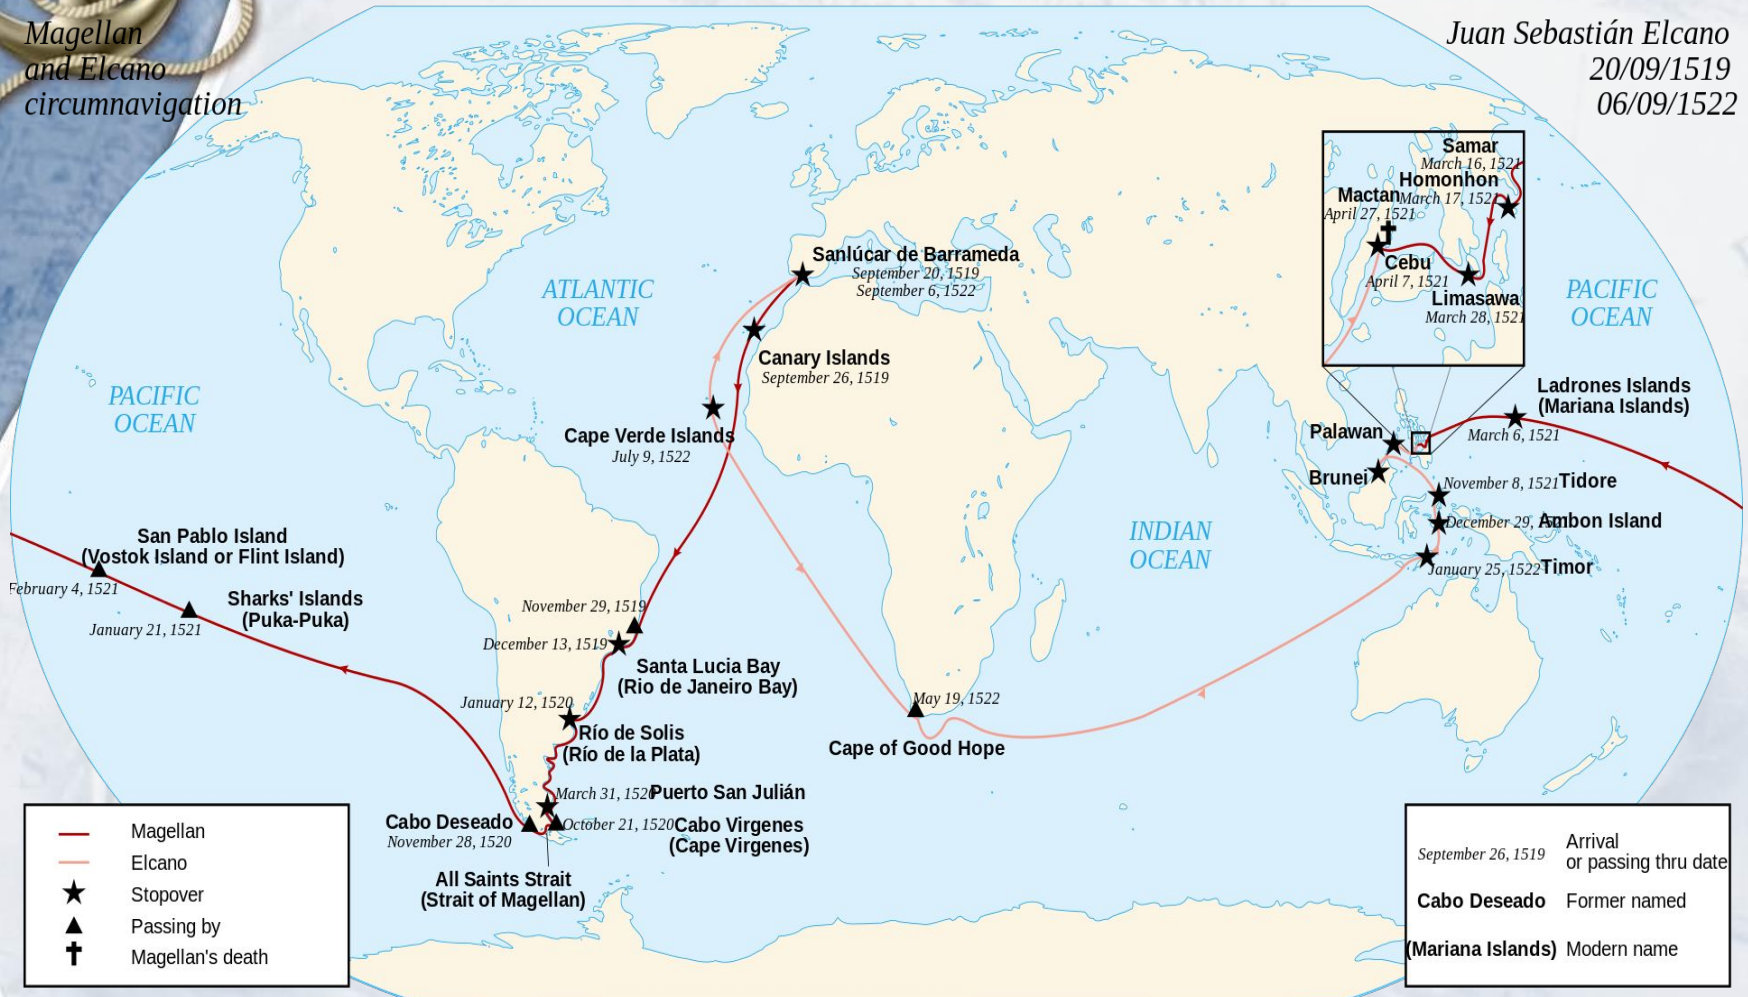 Magellan
and Elcano
circumnavigation
Juan Sebastián Elcano
20/09/1519
06/09/1522
Samar
March 16, 1521
Homonhon
March 17, 1521
Mactan
April 27, 1521
Cebu
April 7, 1521
Limasawa
March 28, 1521
Sanlúcar de Barrameda
September 20, 1519
September 6, 1522
ATLANTIC
OCEAN
PACIFIC
OCEAN
Canary Islands
September 26, 1519
PACIFIC
OCEAN
Ladrones Islands
(Mariana Islands)
March 6, 1521
Cape Verde Islands
July 9, 1522
Palawan
Brunei
November 8, 1521 Tidore
December 29, 1521 Ambon Island
January 25, 1522 Timor
INDIAN
OCEAN
San Pablo Island
(Vostok Island or Flint Island)
February 4, 1521
Sharks' Islands
(Puka-Puka)
January 21, 1521
November 29, 1519
December 13, 1519
Santa Lucia Bay
(Rio de Janeiro Bay)
January 12, 1520
Río de Solis
(Río de la Plata)
May 19, 1522
Cape of Good Hope
March 31, 1520 Puerto San Julián
Cabo Deseado
November 28, 1520
October 21, 1520 Cabo Virgenes
(Cape Virgenes)
All Saints Strait
(Strait of Magellan)
Magellan
Elcano
Stopover
Passing by
Magellan's death
September 26, 1519 Arrival
or passing thru date
Cabo Deseado Former named
(Mariana Islands) Modern name